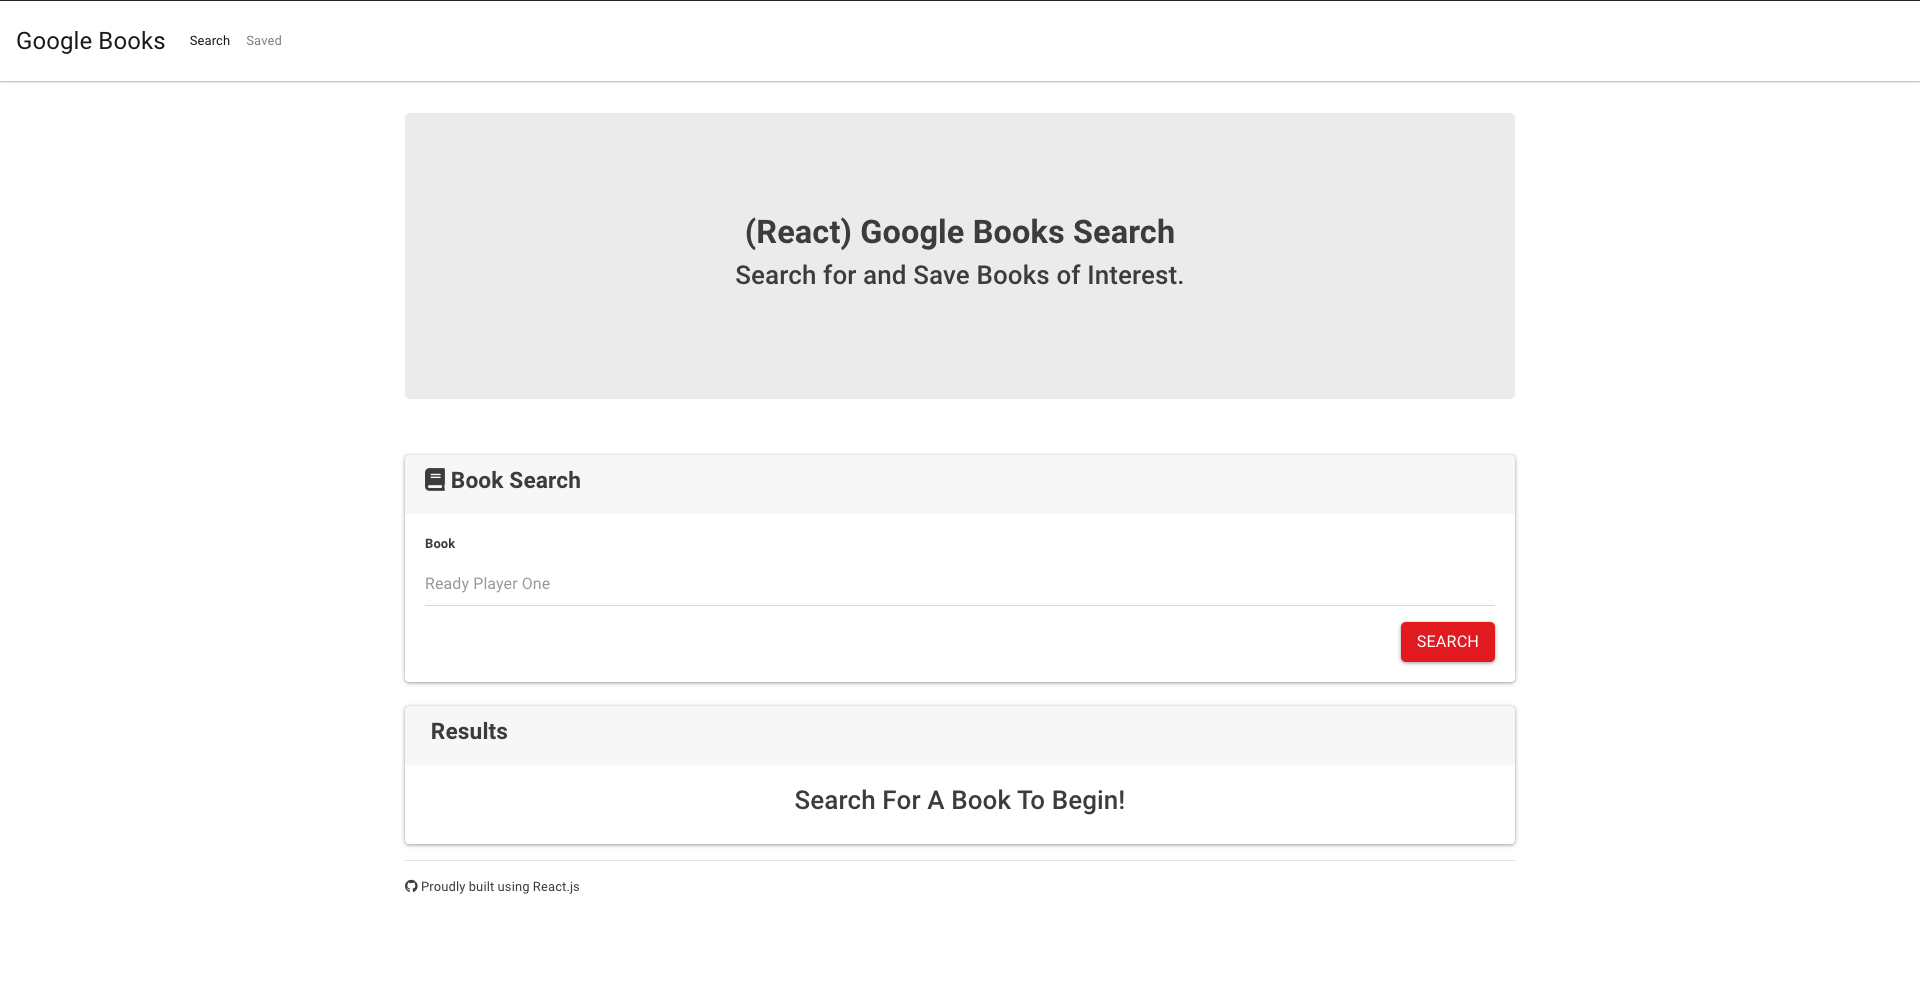 Google Books Search Saved
(React) Google Books Search
Search for and Save Books of Interest.
Book Search
Book
Ready Player One
SEARCH
Results
Search For A Book To Begin!
Proudly built using React.js